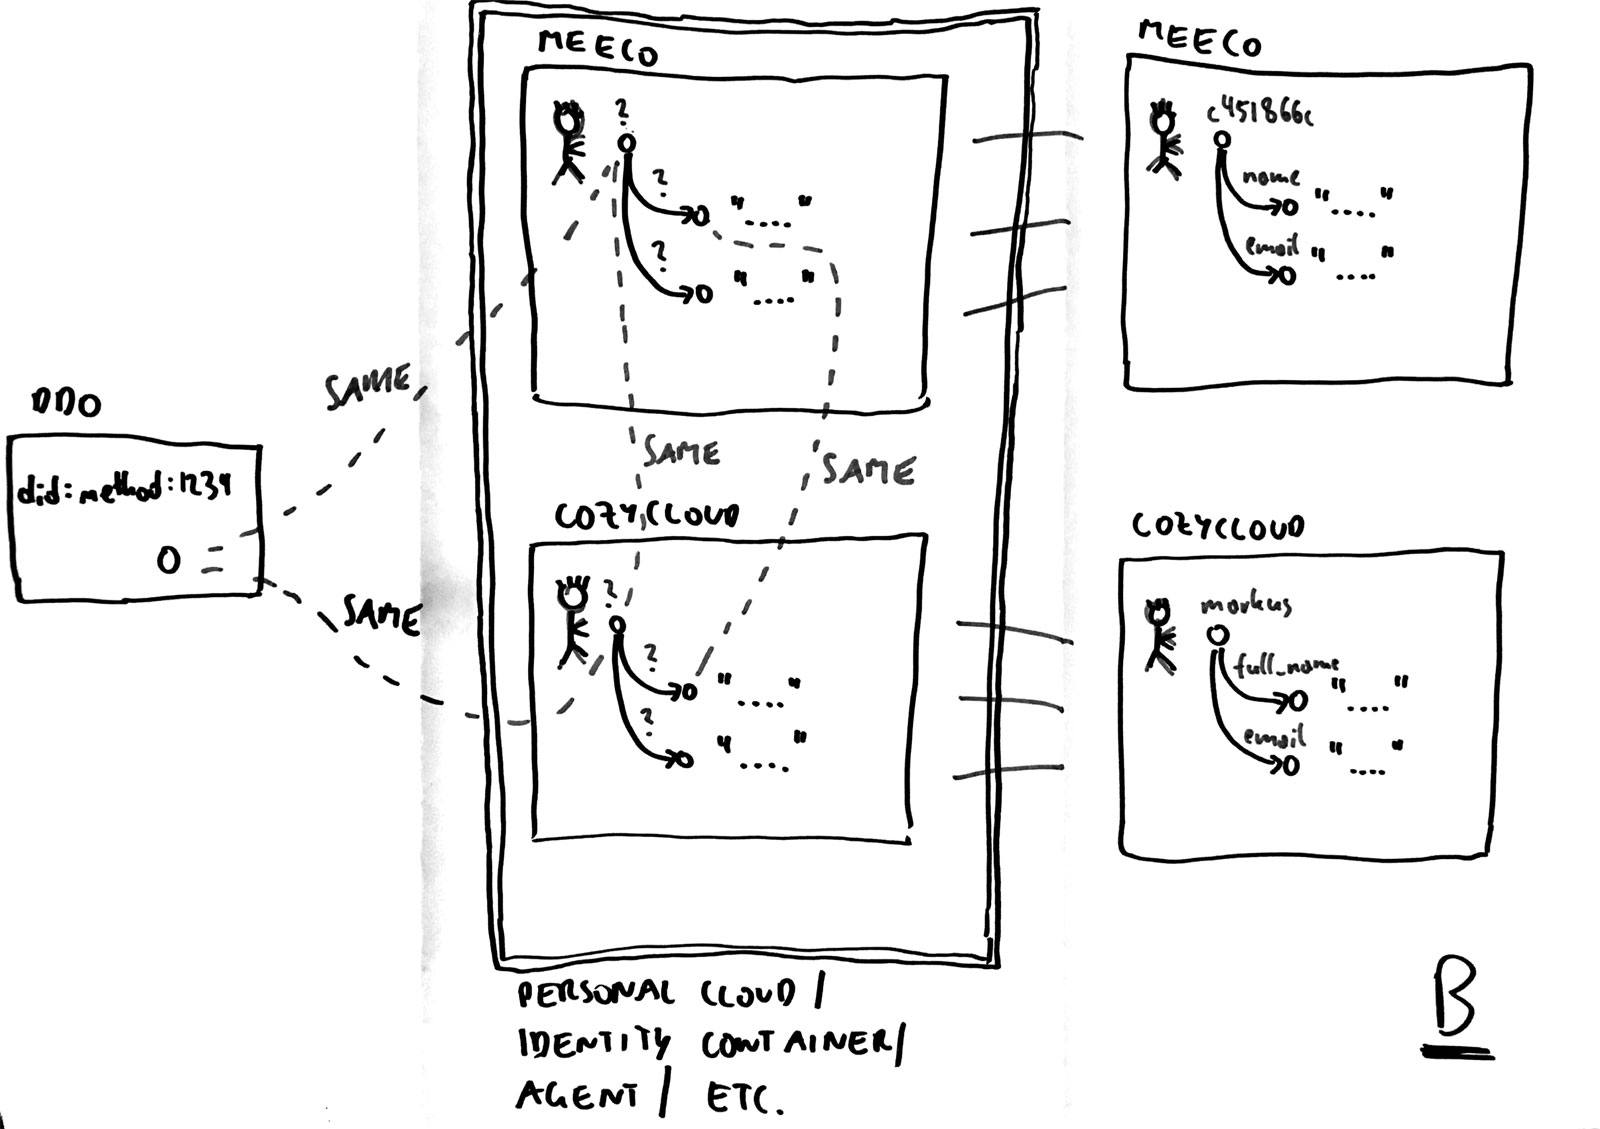 MEECO
?
?
"....."
?
"....."
SAME
DDO
did:method:1234
O =
SAME
SAME
SAME
COZYCLOUD
?
?
"....."
?
"....."
PERSONAL CLOUD /
IDENTITY CONTAINER/
AGENT / ETC.
MEECO
c451866c
name
"....."
email
"....."
COZYCLOUD
markus
full_name
"....."
email
"....."
B